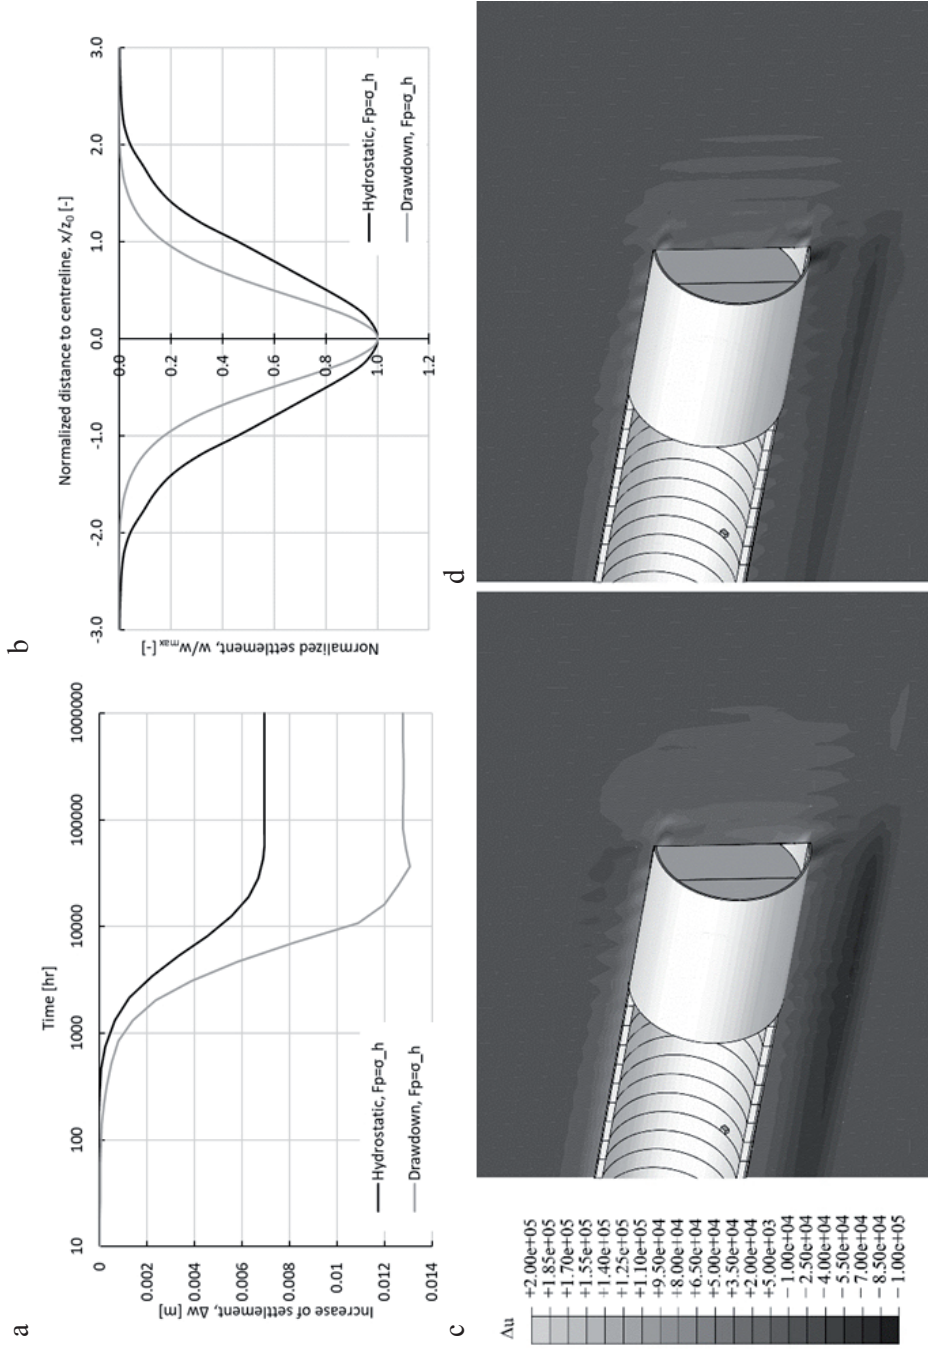 a
Time [hr]
10
100
1000
10000
100000
1000000
0
0.002
0.004
0.006
0.008
0.01
0.012
0.014
Increase of settlement, Δw [m]
Hydrostatic, Fp=σ_h
Drawdown, Fp=σ_h
b
Normalized distance to centreline, x/z₀ [-]
-3.0
-2.0
-1.0
0.0
1.0
2.0
3.0
0.0
0.2
0.4
0.6
0.8
1.0
1.2
Normalized settlement, w/wₘₐₓ [-]
Hydrostatic, Fp=σ_h
Drawdown, Fp=σ_h
c
Δu
+2.00e+05
+1.85e+05
+1.70e+05
+1.55e+05
+1.40e+05
+1.25e+05
+1.10e+05
+9.50e+04
+8.00e+04
+6.50e+04
+5.00e+04
+3.50e+04
+2.00e+04
+5.00e+03
− 1.00e+04
− 2.50e+04
− 4.00e+04
− 5.50e+04
− 7.00e+04
− 8.50e+04
− 1.00e+05
d